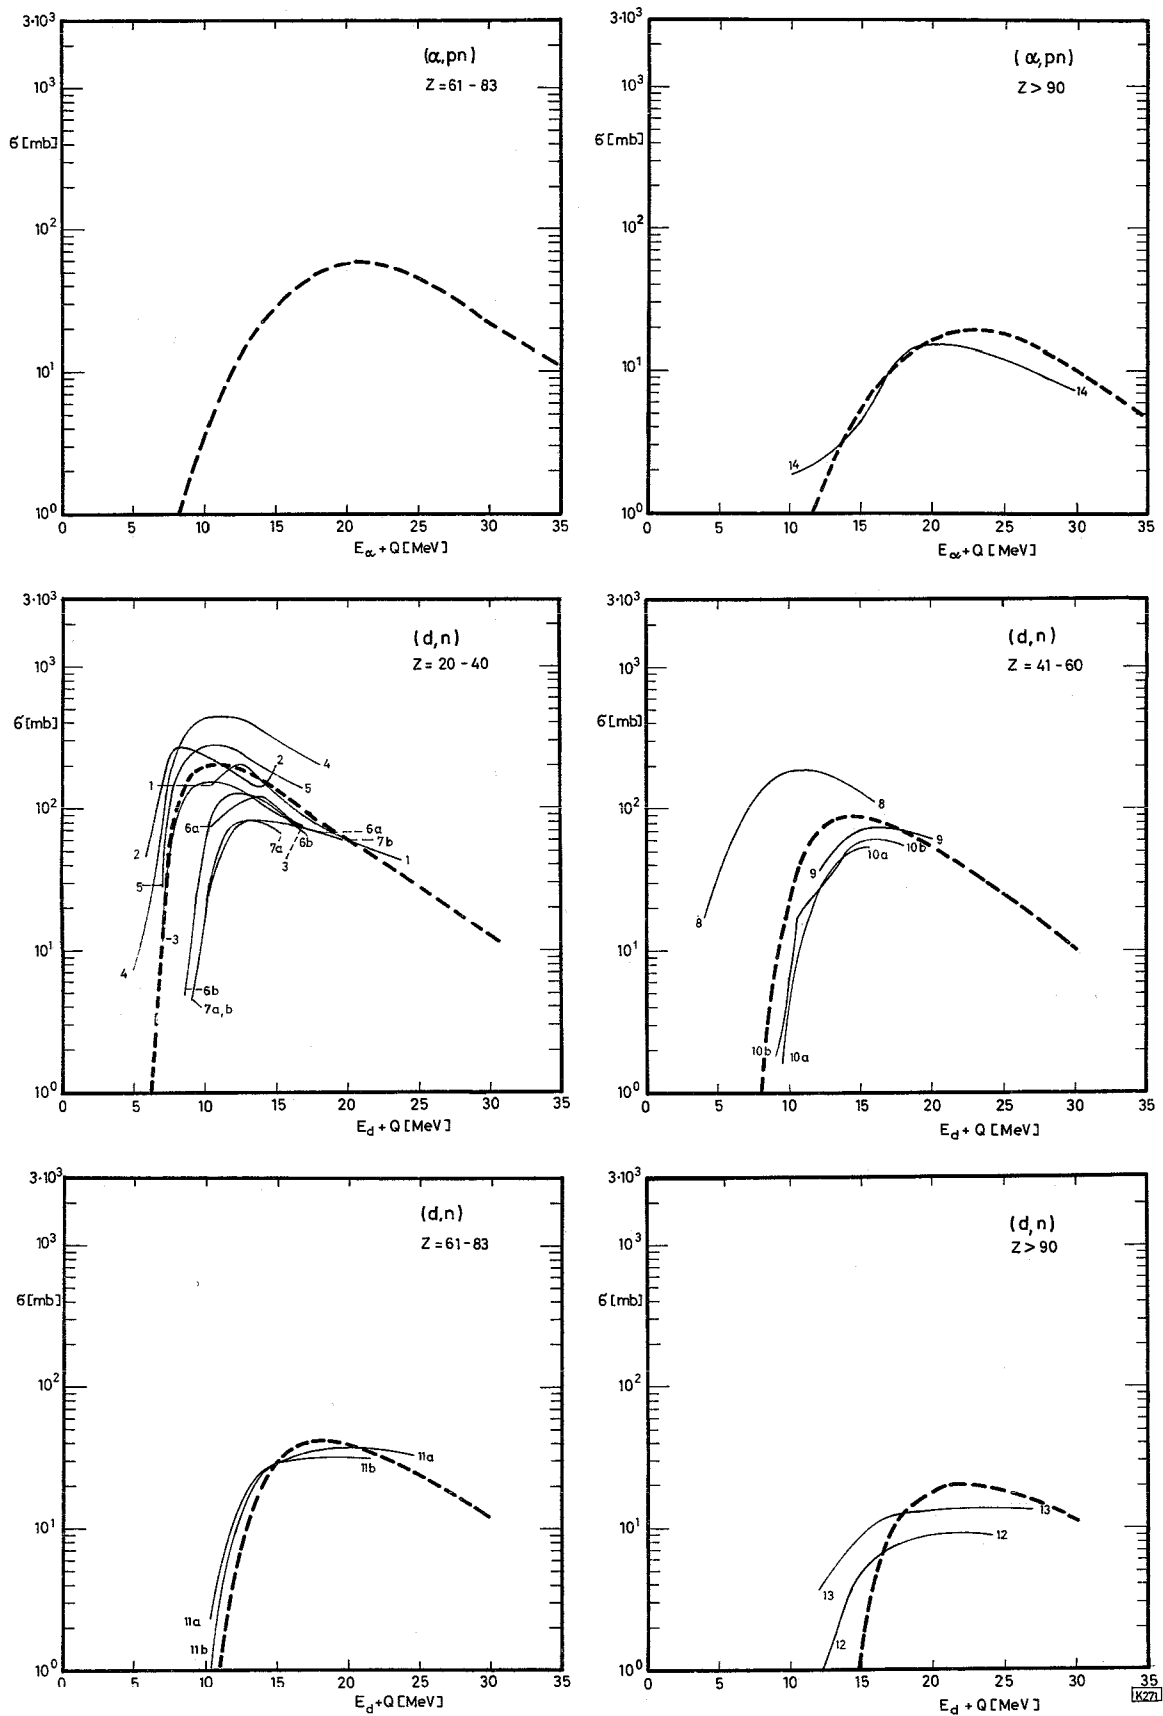 3·10³
(α,pn)
Z = 61 - 83
10³
б [mb]
10²
10¹
10⁰
0 5 10 15 20 25 30 35
E_α + Q [MeV]
3·10³
(α,pn)
Z > 90
10³
б [mb]
10²
10¹
14
14
10⁰
0 5 10 15 20 25 30 35
E_α + Q [MeV]
3·10³
(d,n)
Z = 20 - 40
10³
б [mb]
4
2
5
1
10²
6a
6a
7b
6b
7a
3
1
2
5
3
10¹
4
6b
7a,b
10⁰
0 5 10 15 20 25 30 35
E_d + Q [MeV]
3·10³
(d,n)
Z = 41 - 60
10³
б [mb]
10²
8
9
10b
10a
9
8
10¹
10b
10a
10⁰
0 5 10 15 20 25 30 35
E_d + Q [MeV]
3·10³
(d,n)
Z = 61 - 83
10³
б [mb]
10²
11a
11b
10¹
11a
11b
10⁰
0 5 10 15 20 25 30 35
E_d + Q [MeV]
3·10³
(d,n)
Z > 90
10³
б [mb]
10²
10¹
13
12
13
12
10⁰
0 5 10 15 20 25 30 35
E_d + Q [MeV]
K271